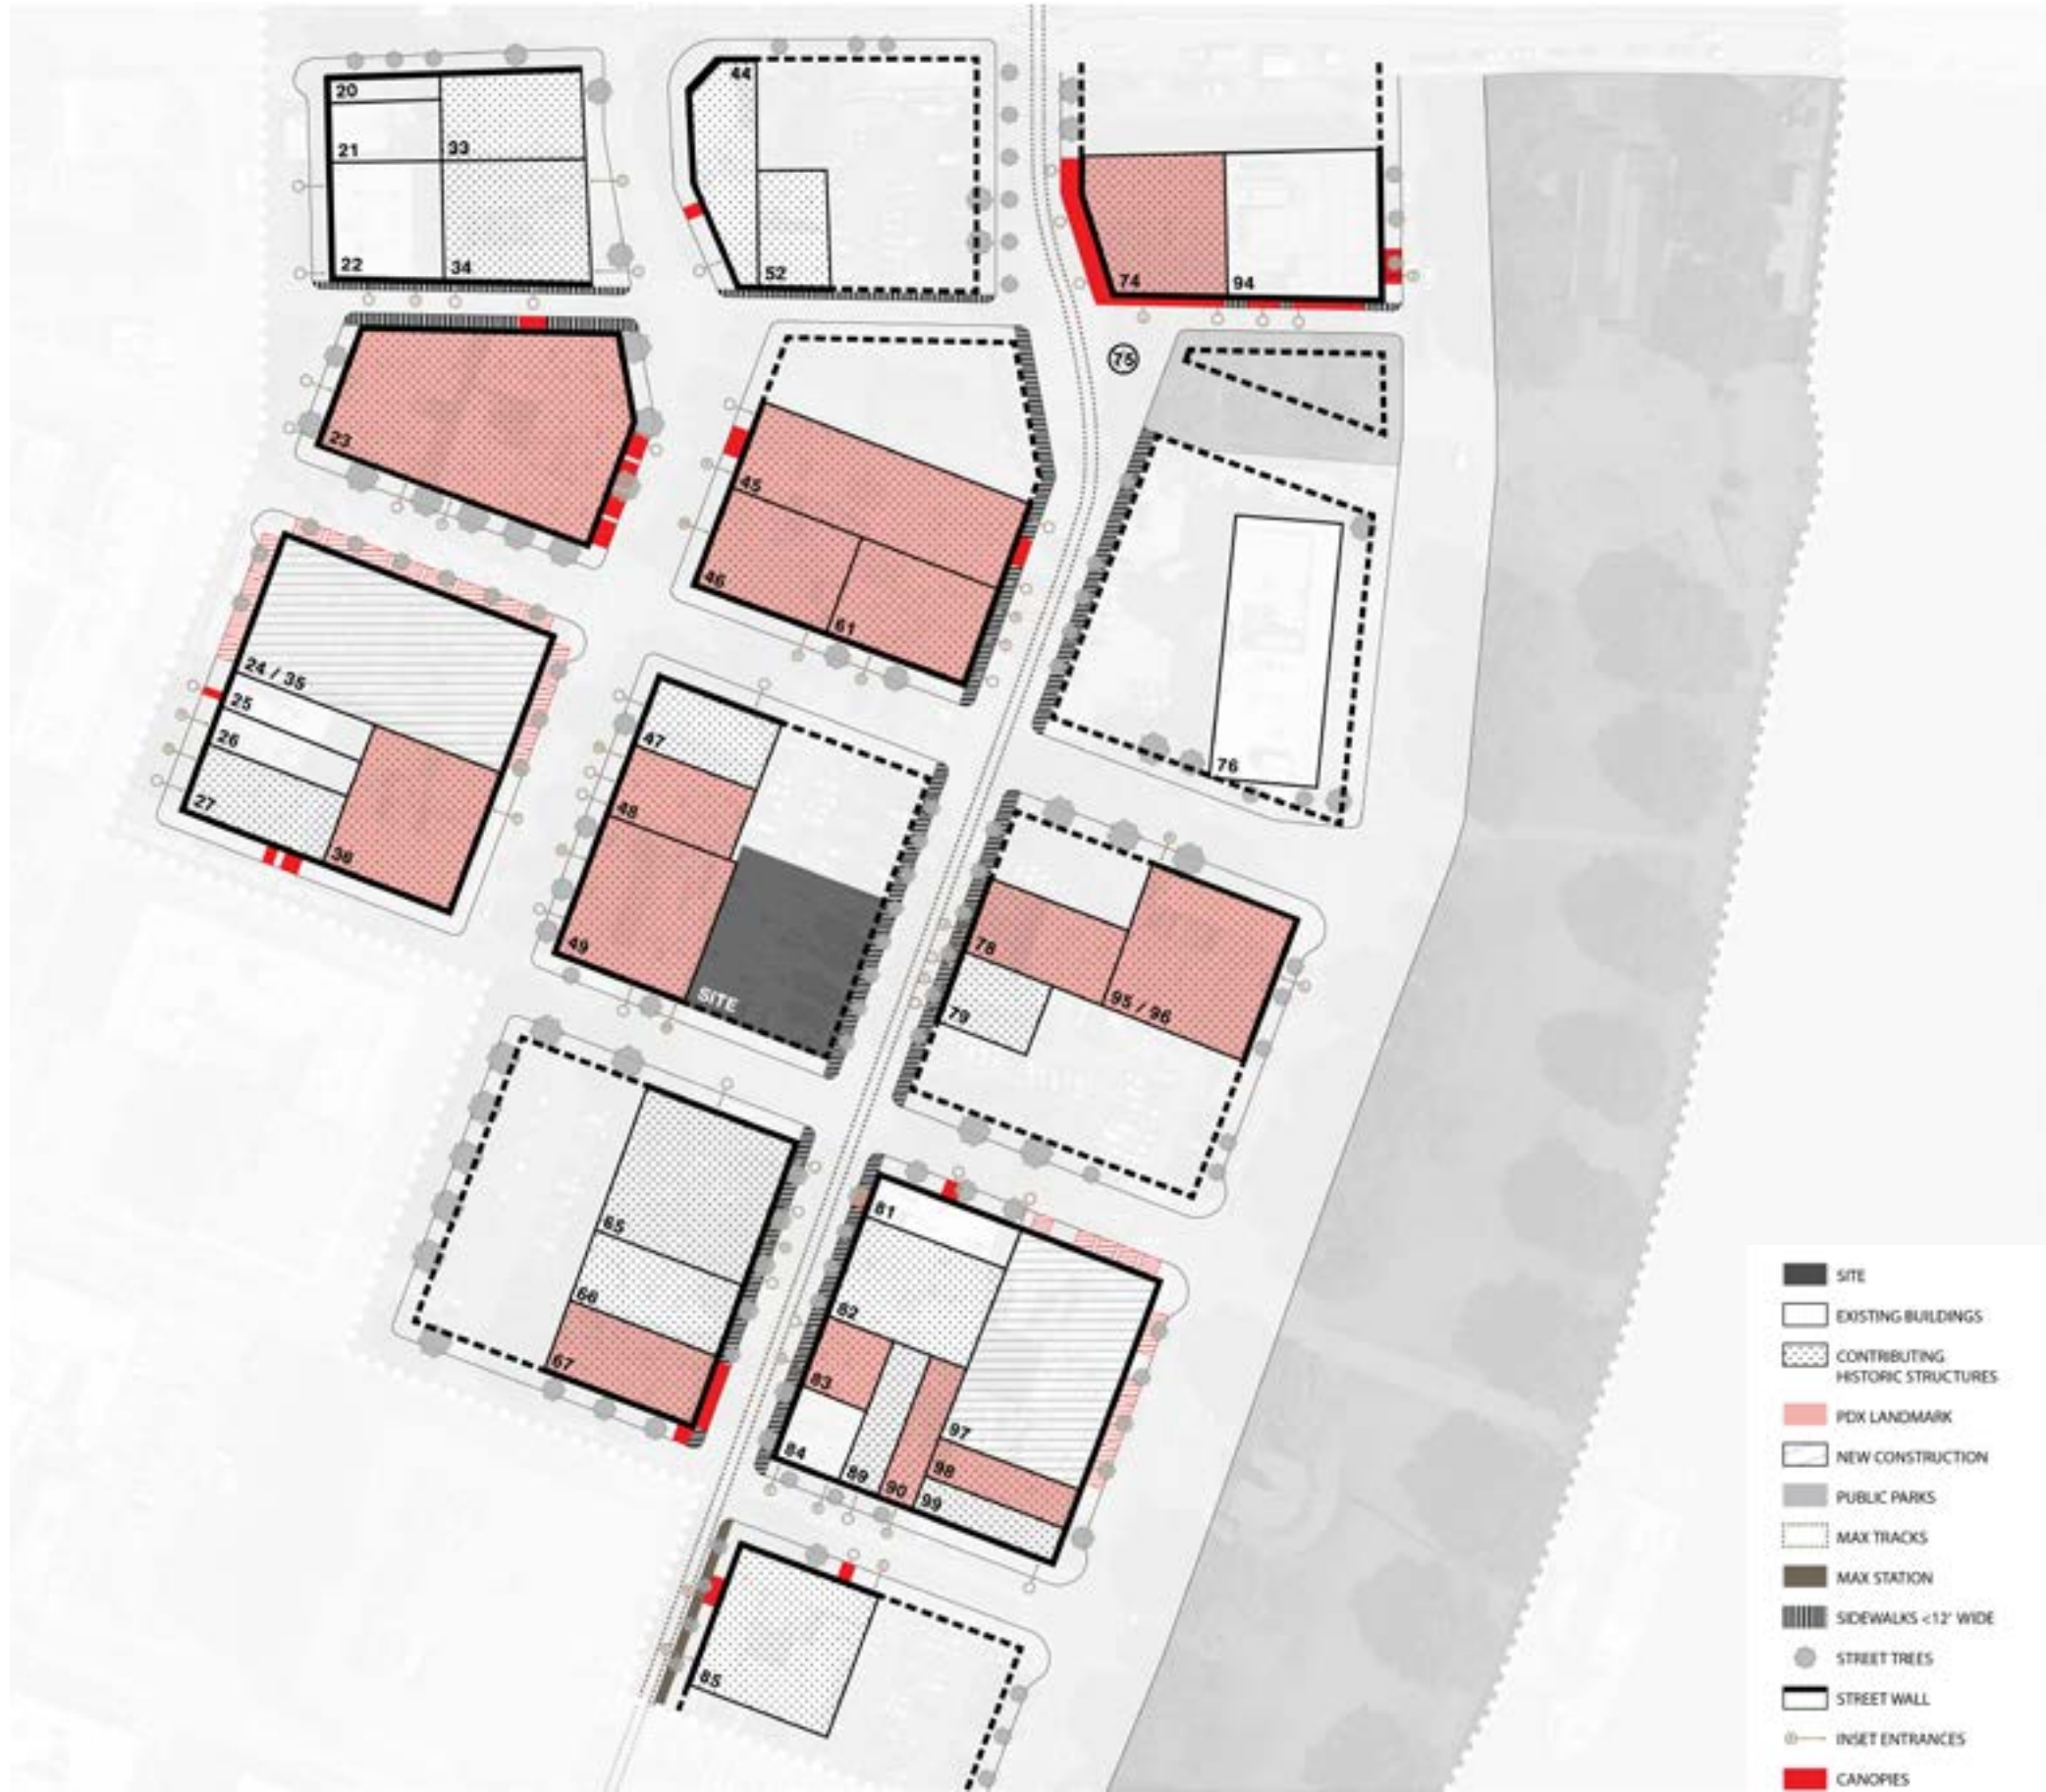 44
20
21
33
22
34
52
74
94
75
23
45
46
61
24 / 35
25
26
27
36
47
48
49
SITE
76
78
79
95 / 96
65
66
67
81
82
83
84
89
90
97
98
99
85
SITE
EXISTING BUILDINGS
CONTRIBUTING
HISTORIC STRUCTURES
PDX LANDMARK
NEW CONSTRUCTION
PUBLIC PARKS
MAX TRACKS
MAX STATION
SIDEWALKS <12' WIDE
STREET TREES
STREET WALL
INSET ENTRANCES
CANOPIES